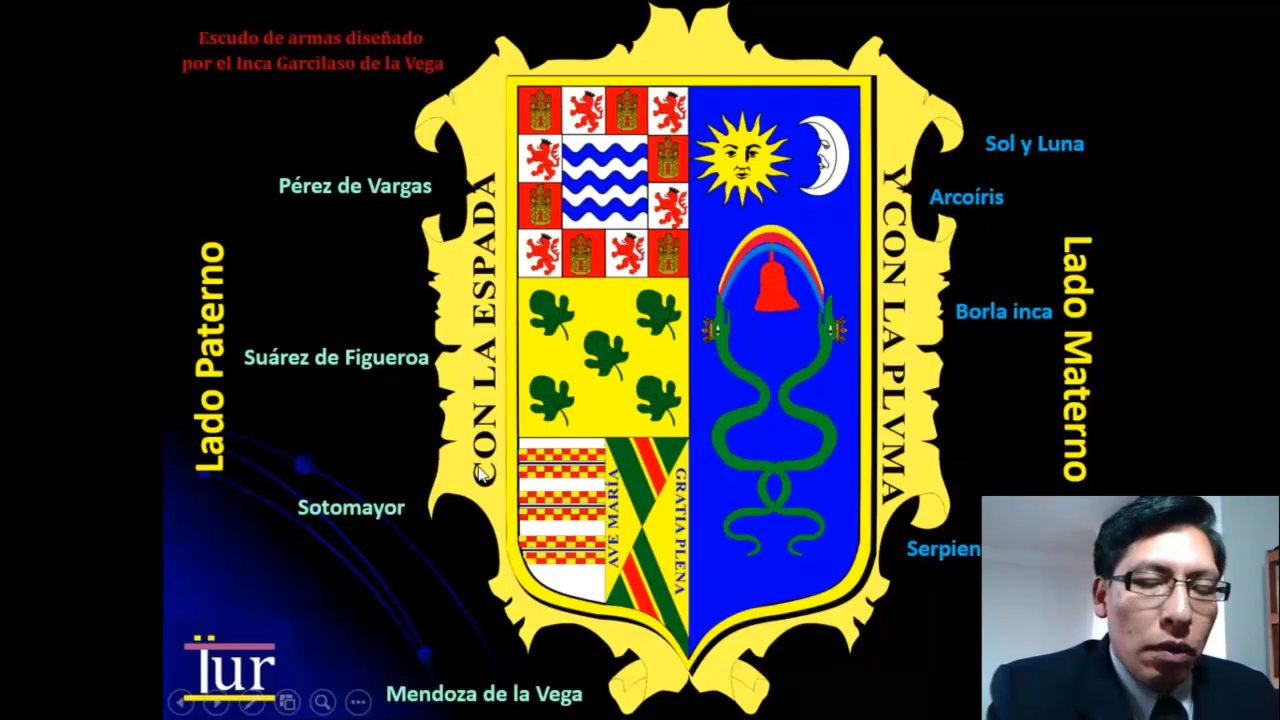 Escudo de armas diseñado
por el Inca Garcilaso de la Vega
Sol y Luna
Pérez de Vargas
Arcoíris
CON LA ESPADA
Y CON LA PLVMA
Lado Paterno
Lado Materno
Borla inca
Suárez de Figueroa
AVE MARÍA
GRATIA PLENA
Sotomayor
Serpien
Mendoza de la Vega
ïur